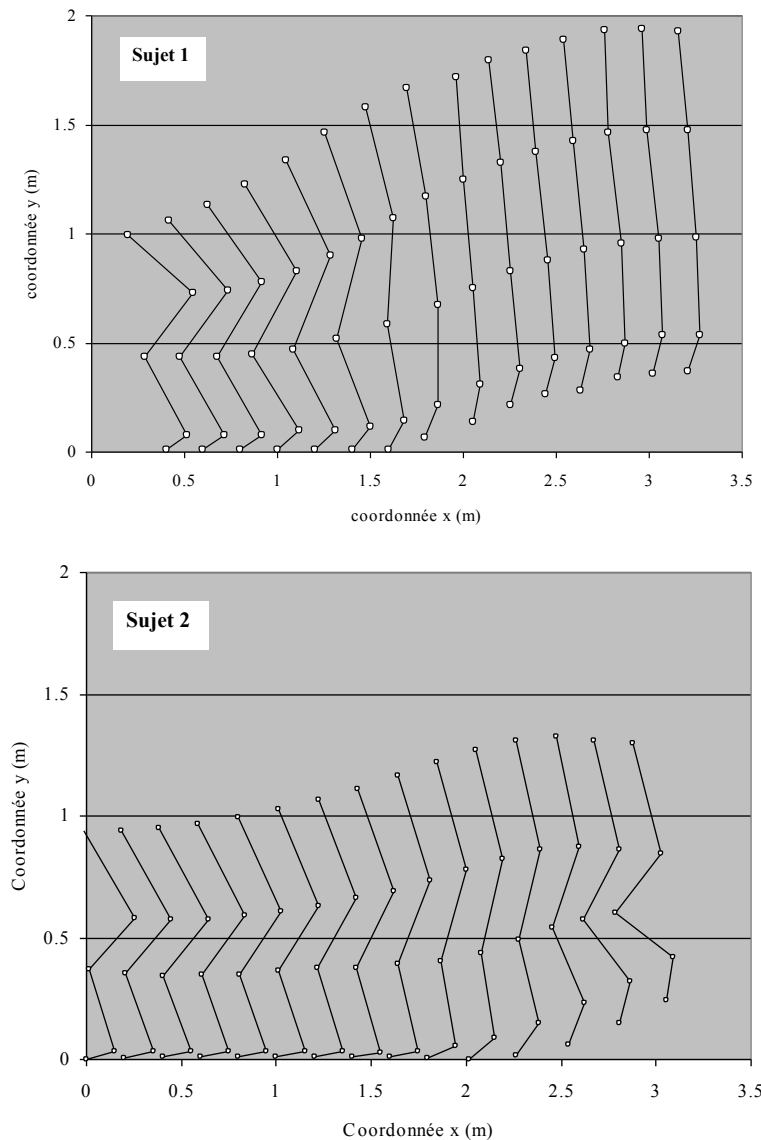 2
Sujet 1
1.5
coordonnée y (m)
1
0.5
0
0 0.5 1 1.5 2 2.5 3 3.5
coordonnée x (m)
2
Sujet 2
1.5
Coordonnée y (m)
1
0.5
0
0 0.5 1 1.5 2 2.5 3 3.5
Coordonnée x (m)